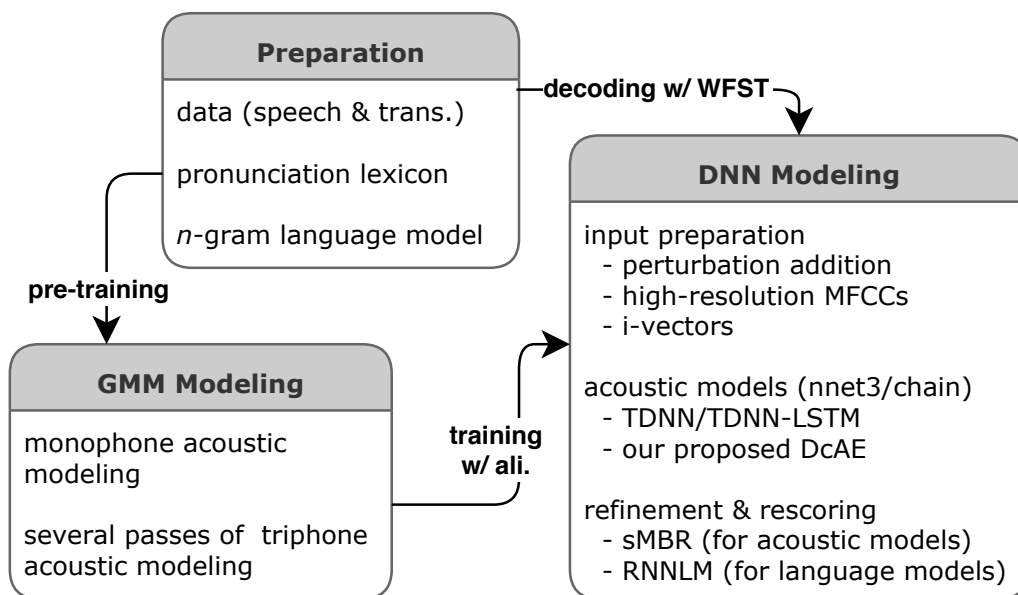 Preparation
data (speech & trans.)
pronunciation lexicon
n-gram language model
decoding w/ WFST
pre-training
GMM Modeling
monophone acoustic
modeling
several passes of triphone
acoustic modeling
training
w/ ali.
DNN Modeling
input preparation
- perturbation addition
- high-resolution MFCCs
- i-vectors
acoustic models (nnet3/chain)
- TDNN/TDNN-LSTM
- our proposed DcAE
refinement & rescoring
- sMBR (for acoustic models)
- RNNLM (for language models)